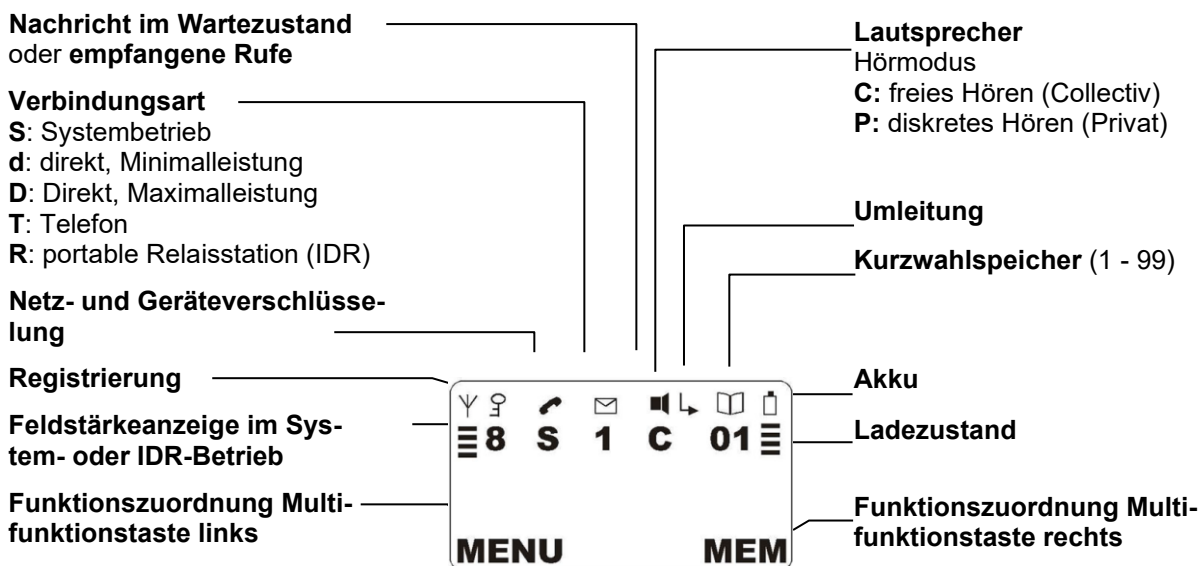 Nachricht im Wartezustand
oder empfangene Rufe
Verbindungsart
S: Systembetrieb
d: direkt, Minimalleistung
D: Direkt, Maximalleistung
T: Telefon
R: portable Relaisstation (IDR)
Netz- und Geräteverschlüsse-
lung
Registrierung
Feldstärkeanzeige im Sys-
tem- oder IDR-Betrieb
Funktionszuordnung Multi-
funktionstaste links
Lautsprecher
Hörmodus
C: freies Hören (Collectiv)
P: diskretes Hören (Privat)
Umleitung
Kurzwahlspeicher (1 - 99)
Akku
Ladezustand
Funktionszuordnung Multi-
funktionstaste rechts
8 S 1 C 01
MENU MEM